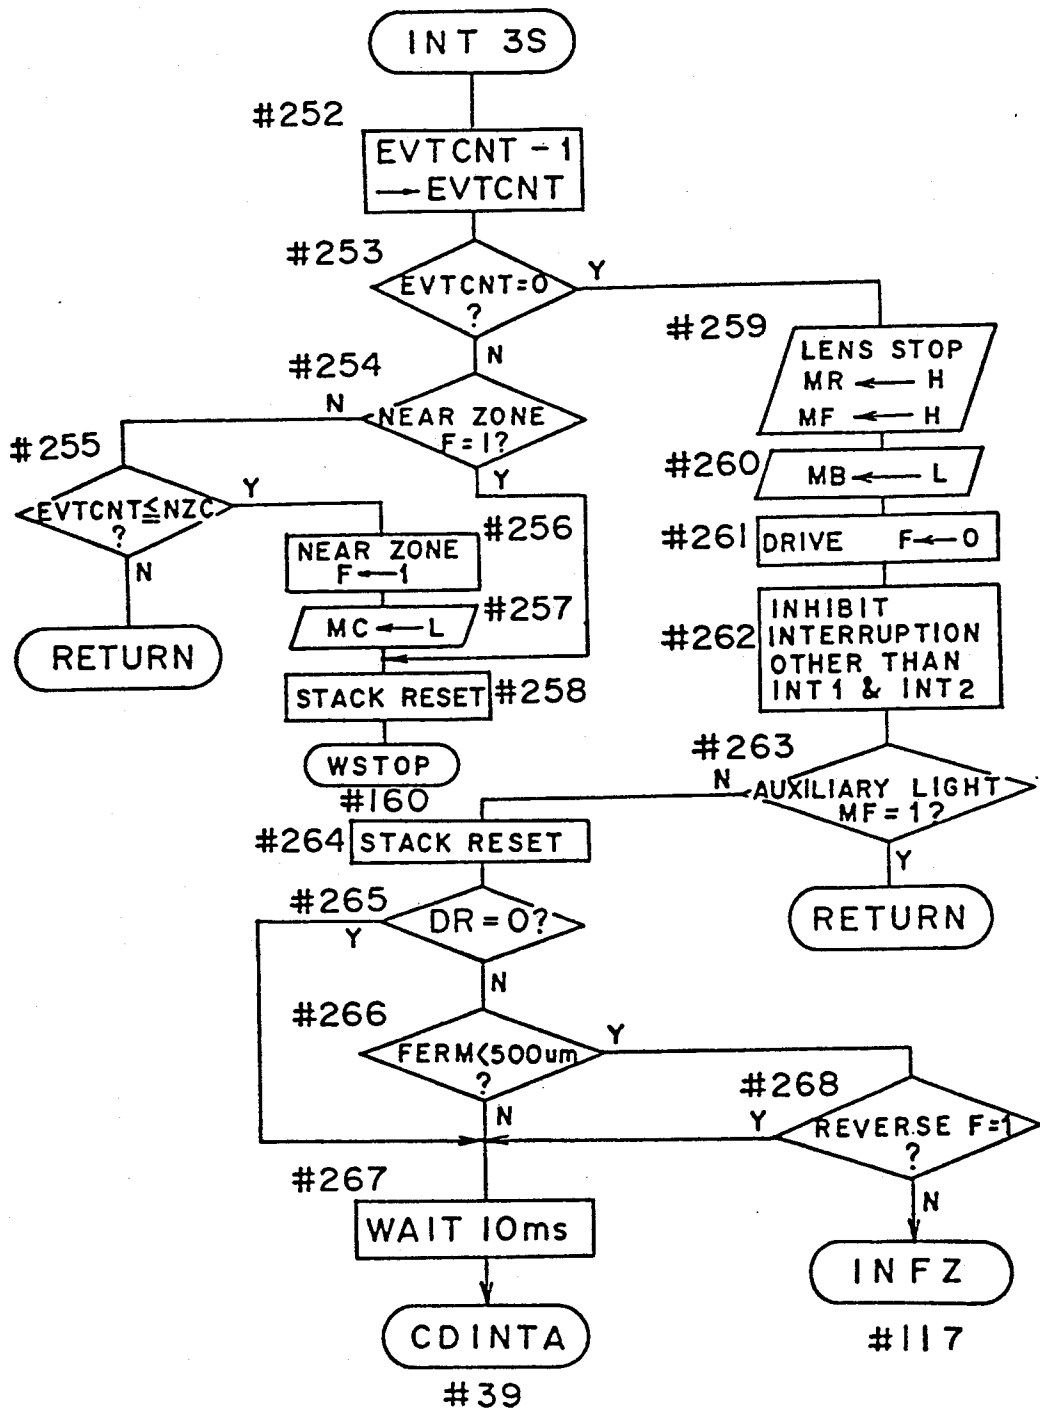 INT 3S
#252
EVTCNT - 1
→ EVTCNT
#253
EVTCNT=0
?
Y
N
#254
NEAR ZONE
F=1?
N
Y
#255
EVTCNT≦NZC
?
Y
N
RETURN
#256
NEAR ZONE
F ← 1
#257
MC ← L
#258
STACK RESET
WSTOP
#160
#259
LENS STOP
MR ← H
MF ← H
#260
MB ← L
#261
DRIVE F ← 0
#262
INHIBIT
INTERRUPTION
OTHER THAN
INT1 & INT2
#263
AUXILIARY LIGHT
MF=1?
N
Y
RETURN
#264
STACK RESET
#265
DR=0?
Y
N
#266
FERM<500um
?
Y
N
#268
REVERSE F=1
?
Y
N
#267
WAIT 10ms
INFZ
#117
CDINTA
#39